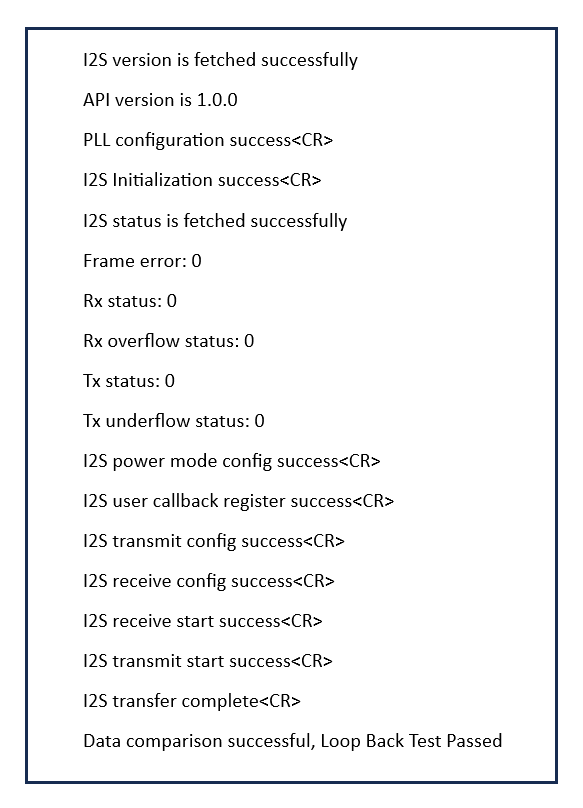 I2S version is fetched successfully
API version is 1.0.0
PLL configuration success<CR>
I2S Initialization success<CR>
I2S status is fetched successfully
Frame error: 0
Rx status: 0
Rx overflow status: 0
Tx status: 0
Tx underflow status: 0
I2S power mode config success<CR>
I2S user callback register success<CR>
I2S transmit config success<CR>
I2S receive config success<CR>
I2S receive start success<CR>
I2S transmit start success<CR>
I2S transfer complete<CR>
Data comparison successful, Loop Back Test Passed